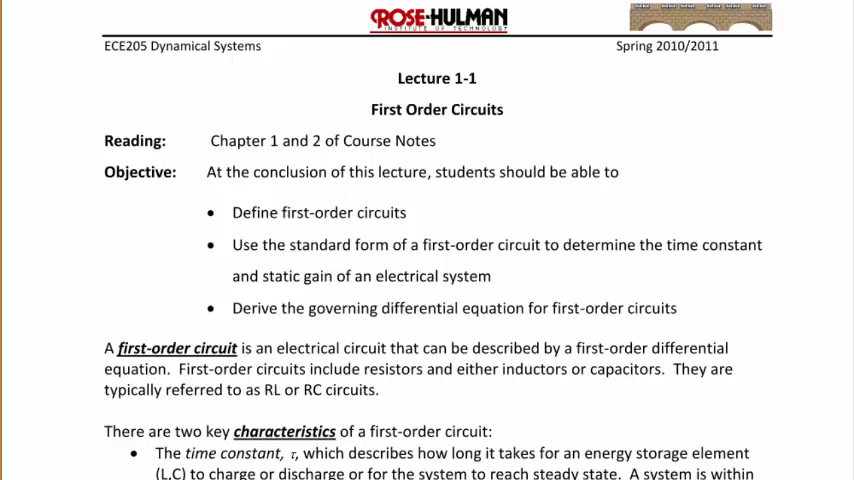 ROSE-HULMAN
INSTITUTE OF TECHNOLOGY
ECE205 Dynamical Systems Spring 2010/2011
Lecture 1-1
First Order Circuits
Reading: Chapter 1 and 2 of Course Notes
Objective: At the conclusion of this lecture, students should be able to
• Define first-order circuits
• Use the standard form of a first-order circuit to determine the time constant
and static gain of an electrical system
• Derive the governing differential equation for first-order circuits
A first-order circuit is an electrical circuit that can be described by a first-order differential
equation. First-order circuits include resistors and either inductors or capacitors. They are
typically referred to as RL or RC circuits.
There are two key characteristics of a first-order circuit:
• The time constant, τ, which describes how long it takes for an energy storage element
(L,C) to charge or discharge or for the system to reach steady state. A system is within